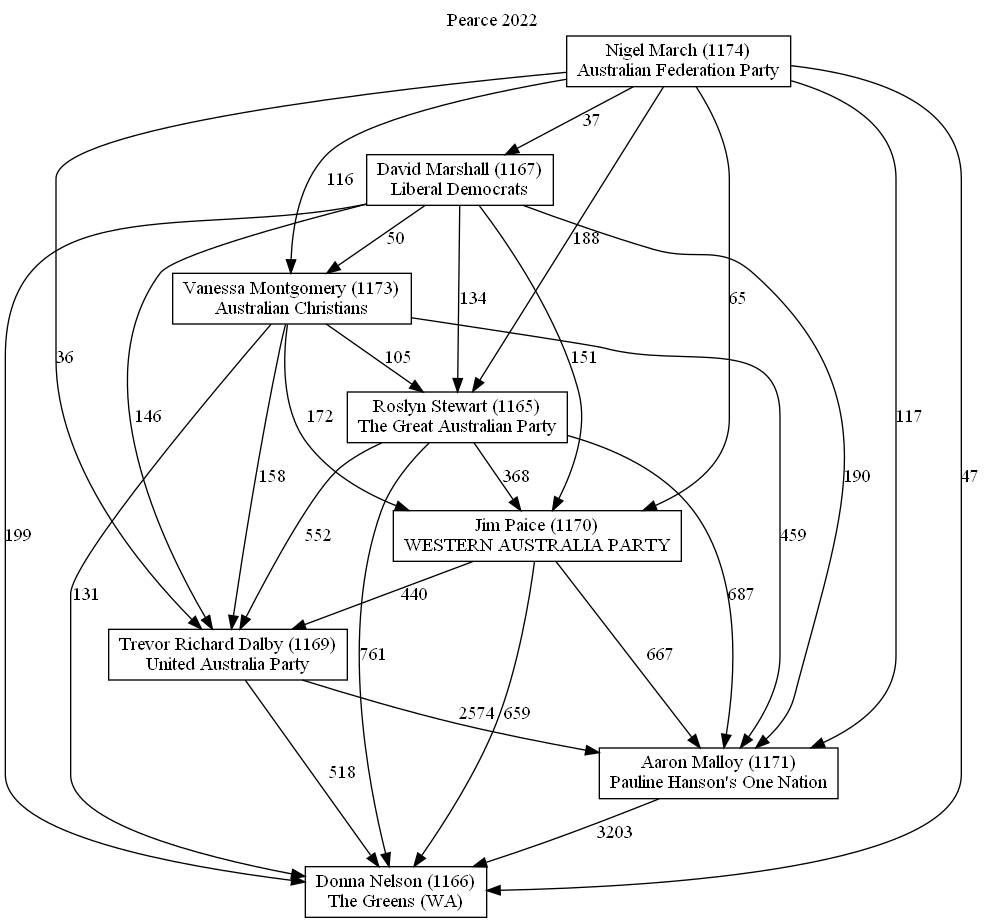 Pearce 2022
Nigel March (1174)
Australian Federation Party
37
116
David Marshall (1167)
Liberal Democrats
50
188
Vanessa Montgomery (1173)
Australian Christians
134
65
36
105
151
Roslyn Stewart (1165)
The Great Australian Party
146
172
117
158
368
190
47
Jim Paice (1170)
WESTERN AUSTRALIA PARTY
199
552
459
131
440
687
Trevor Richard Dalby (1169)
United Australia Party
761
667
2574
659
Aaron Malloy (1171)
Pauline Hanson's One Nation
518
3203
Donna Nelson (1166)
The Greens (WA)